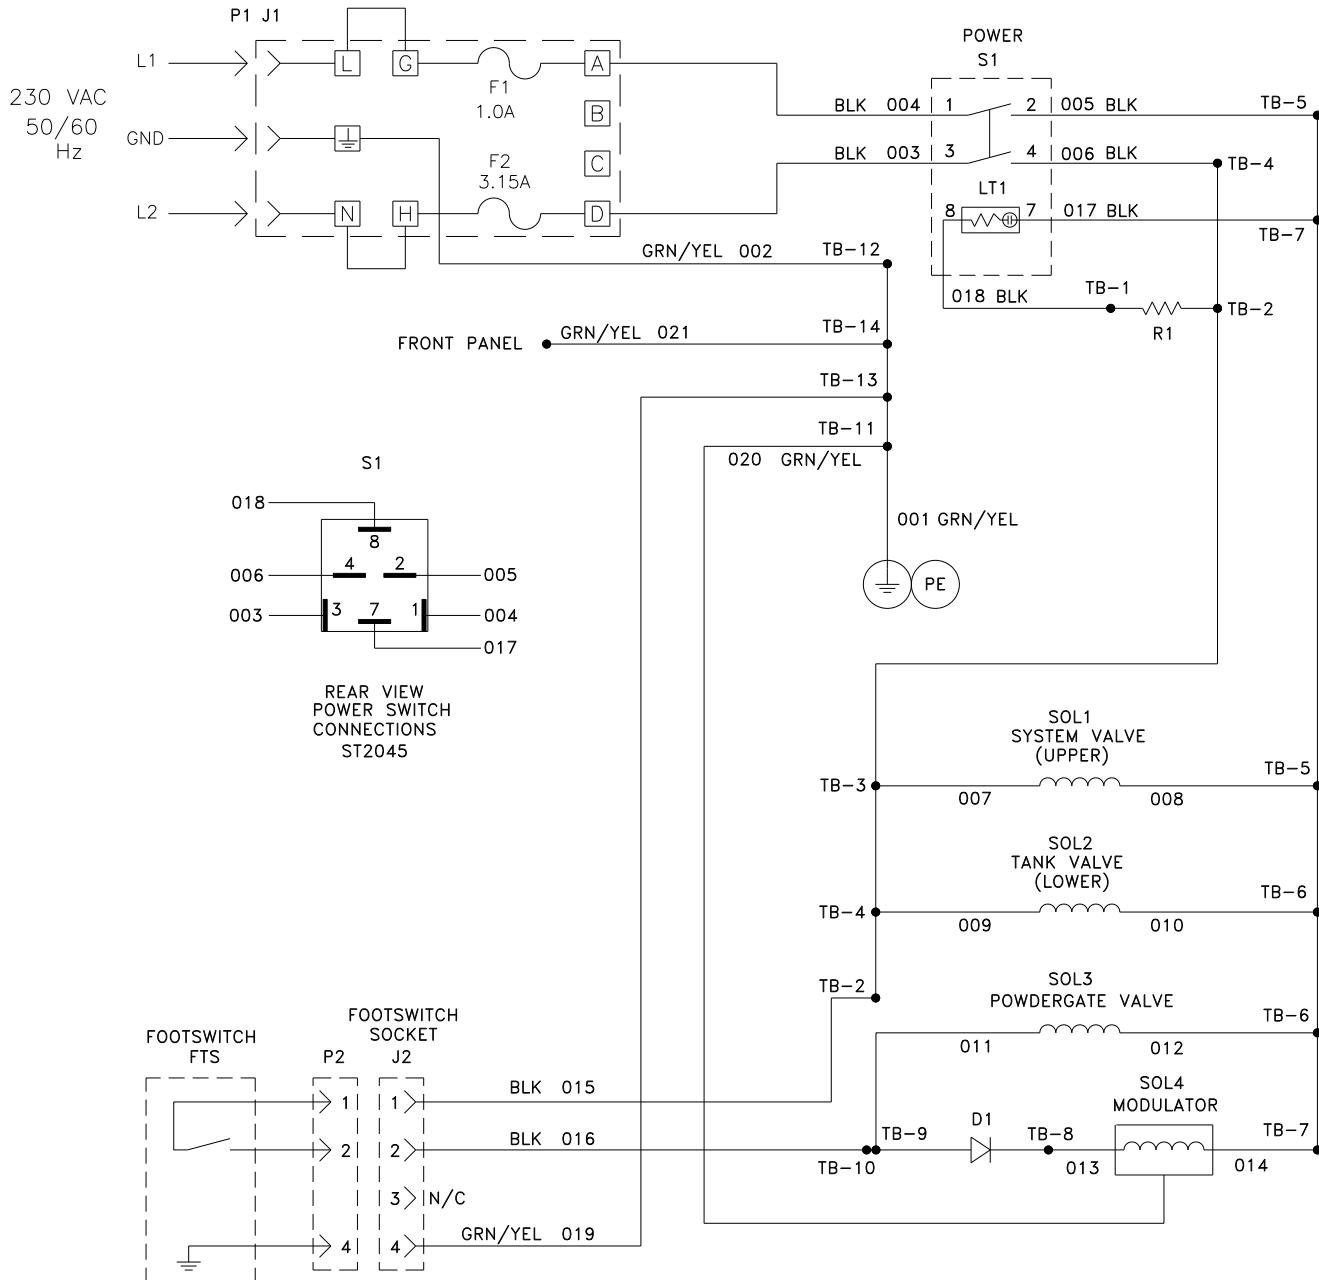 P1 J1
L1
L
G
F1
1.0A
A
B
C
D
230 VAC
50/60
Hz
GND
L2
N
H
F2
3.15A
POWER
S1
BLK 004 1
2 005 BLK
TB-5
BLK 003 3
4 006 BLK
TB-4
LT1
8
7 017 BLK
TB-7
GRN/YEL 002
TB-12
018 BLK
TB-1
R1
TB-2
FRONT PANEL
GRN/YEL 021
TB-14
TB-13
TB-11
020 GRN/YEL
001 GRN/YEL
PE
S1
018
8
006
4
2
005
003
3
7
1
004
017
REAR VIEW
POWER SWITCH
CONNECTIONS
ST2045
SOL1
SYSTEM VALVE
(UPPER)
TB-3
007
008
TB-5
SOL2
TANK VALVE
(LOWER)
TB-4
009
010
TB-6
TB-2
SOL3
POWDERGATE VALVE
011
012
TB-6
FOOTSWITCH
FTS
P2
FOOTSWITCH
SOCKET
J2
1
1
BLK 015
2
2
BLK 016
3
N/C
4
4
GRN/YEL 019
TB-9
TB-10
D1
TB-8
013
SOL4
MODULATOR
014
TB-7